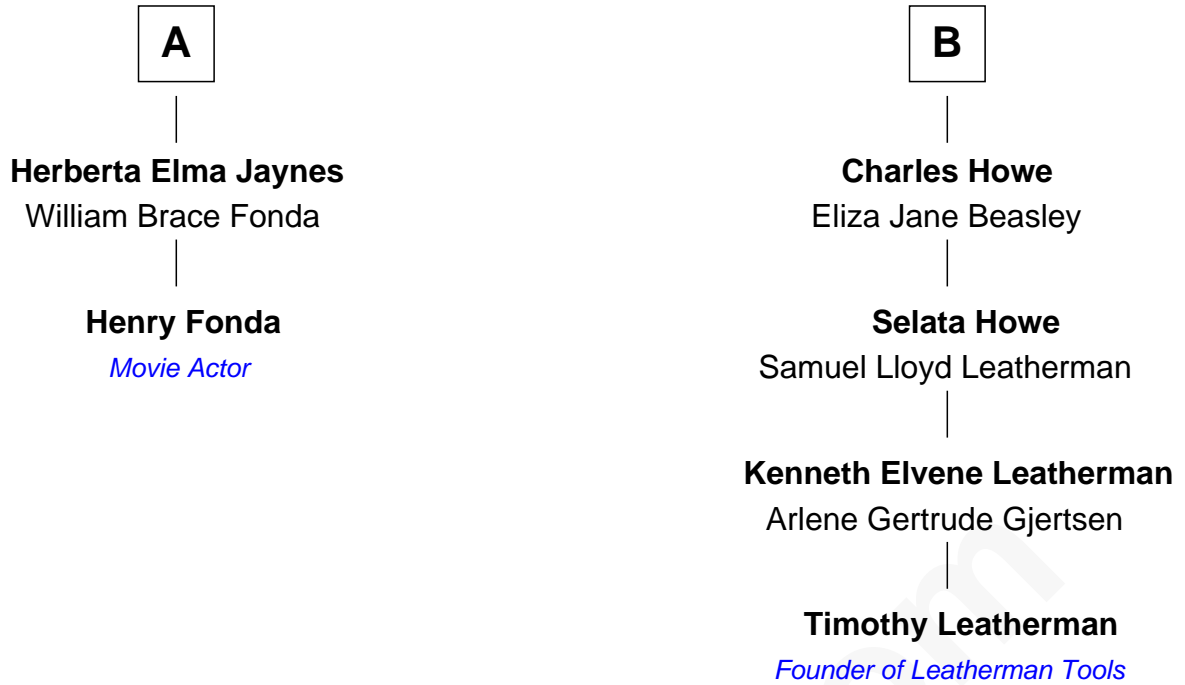 A
Herberta Elma Jaynes
William Brace Fonda
Henry Fonda
Movie Actor
B
Charles Howe
Eliza Jane Beasley
Selata Howe
Samuel Lloyd Leatherman
Kenneth Elvene Leatherman
Arlene Gertrude Gjertsen
Timothy Leatherman
Founder of Leatherman Tools